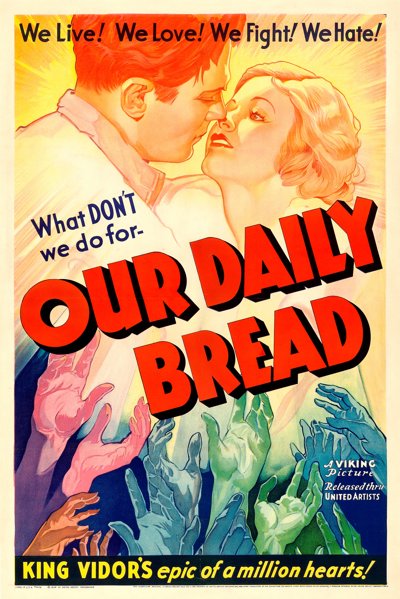 We Live! We Love! We Fight! We Hate!
What DON'T
we do for-
OUR DAILY
BREAD
A VIKING
Picture
Released thru
UNITED ARTISTS
KING VIDOR'S epic of a million hearts!